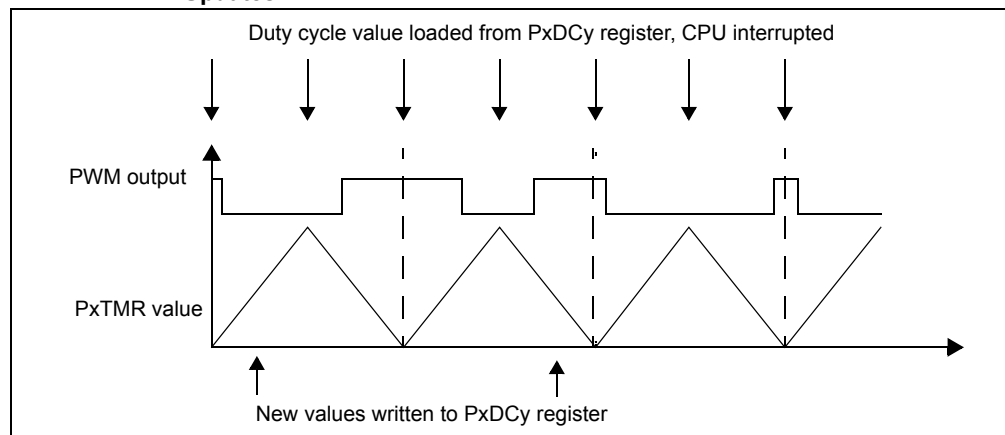 Duty cycle value loaded from PxDCy register, CPU interrupted
PWM output
PxTMR value
New values written to PxDCy register